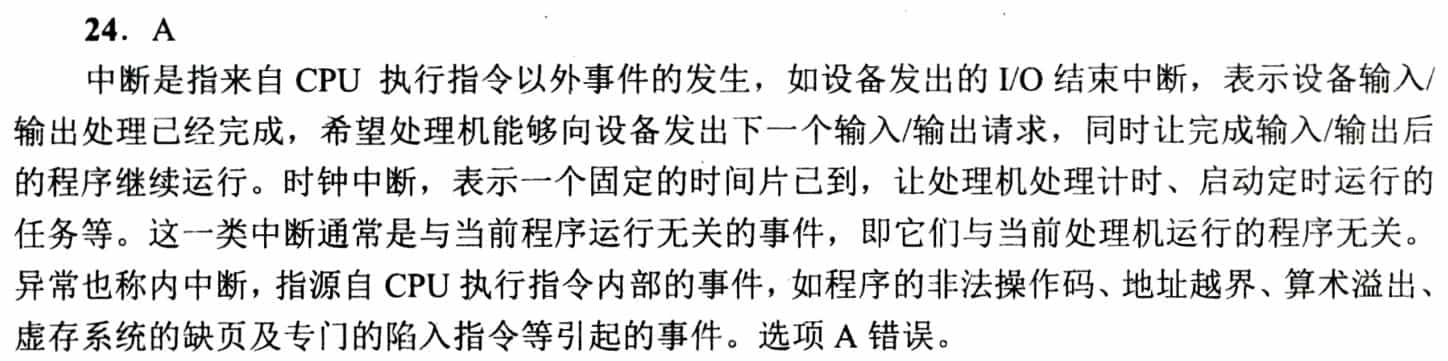 24．A
中断是指来自 CPU 执行指令以外事件的发生，如设备发出的 I/O 结束中断，表示设备输入/
输出处理已经完成，希望处理机能够向设备发出下一个输入/输出请求，同时让完成输入/输出后
的程序继续运行。时钟中断，表示一个固定的时间片已到，让处理机处理计时、启动定时运行的
任务等。这一类中断通常是与当前程序运行无关的事件，即它们与当前处理机运行的程序无关。
异常也称内中断，指源自 CPU 执行指令内部的事件，如程序的非法操作码、地址越界、算术溢出、
虚存系统的缺页及专门的陷入指令等引起的事件。选项 A 错误。